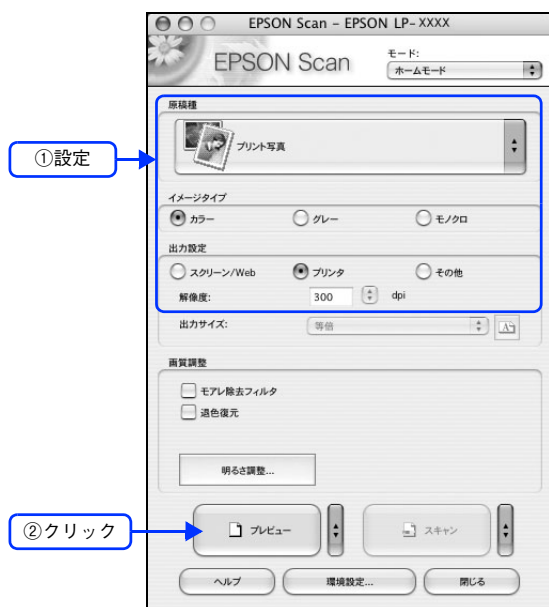 EPSON Scan – EPSON LP-XXXX
EPSON Scan
モード:
ホームモード
原稿種
プリント写真
①設定
イメージタイプ
カラー グレー モノクロ
出力設定
スクリーン/Web プリンタ その他
解像度: 300 dpi
出力サイズ: 等倍
画質調整
モアレ除去フィルタ
退色復元
明るさ調整...
②クリック
プレビュー スキャン
ヘルプ 環境設定... 閉じる